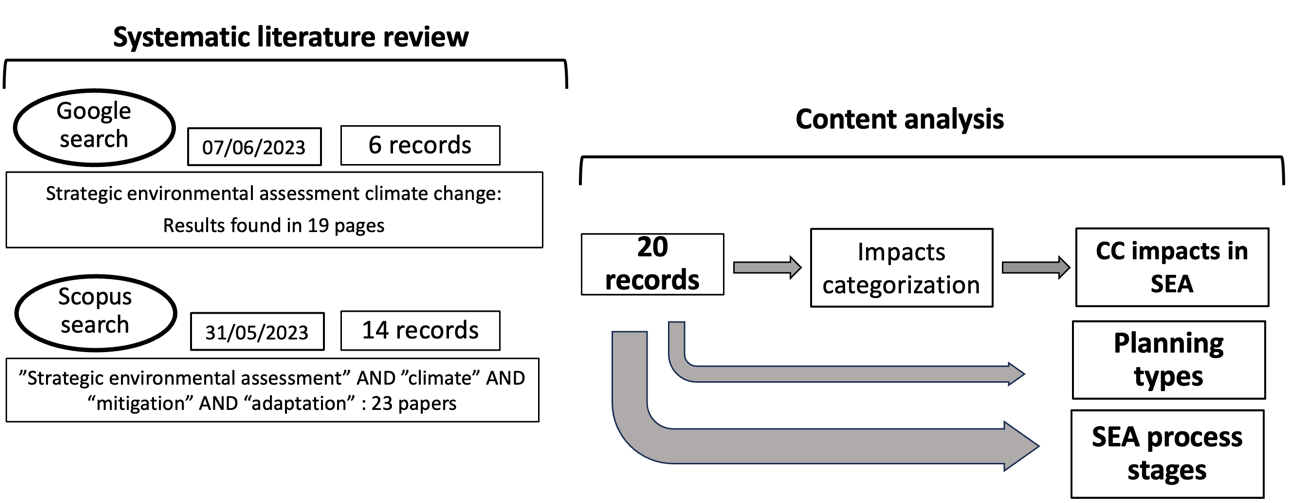 Systematic literature review
Google
search
07/06/2023
6 records
Strategic environmental assessment climate change:
Results found in 19 pages
Scopus
search
31/05/2023
14 records
”Strategic environmental assessment” AND ”climate” AND
“mitigation” AND “adaptation” : 23 papers
Content analysis
20
records
Impacts
categorization
CC impacts in
SEA
Planning
types
SEA process
stages